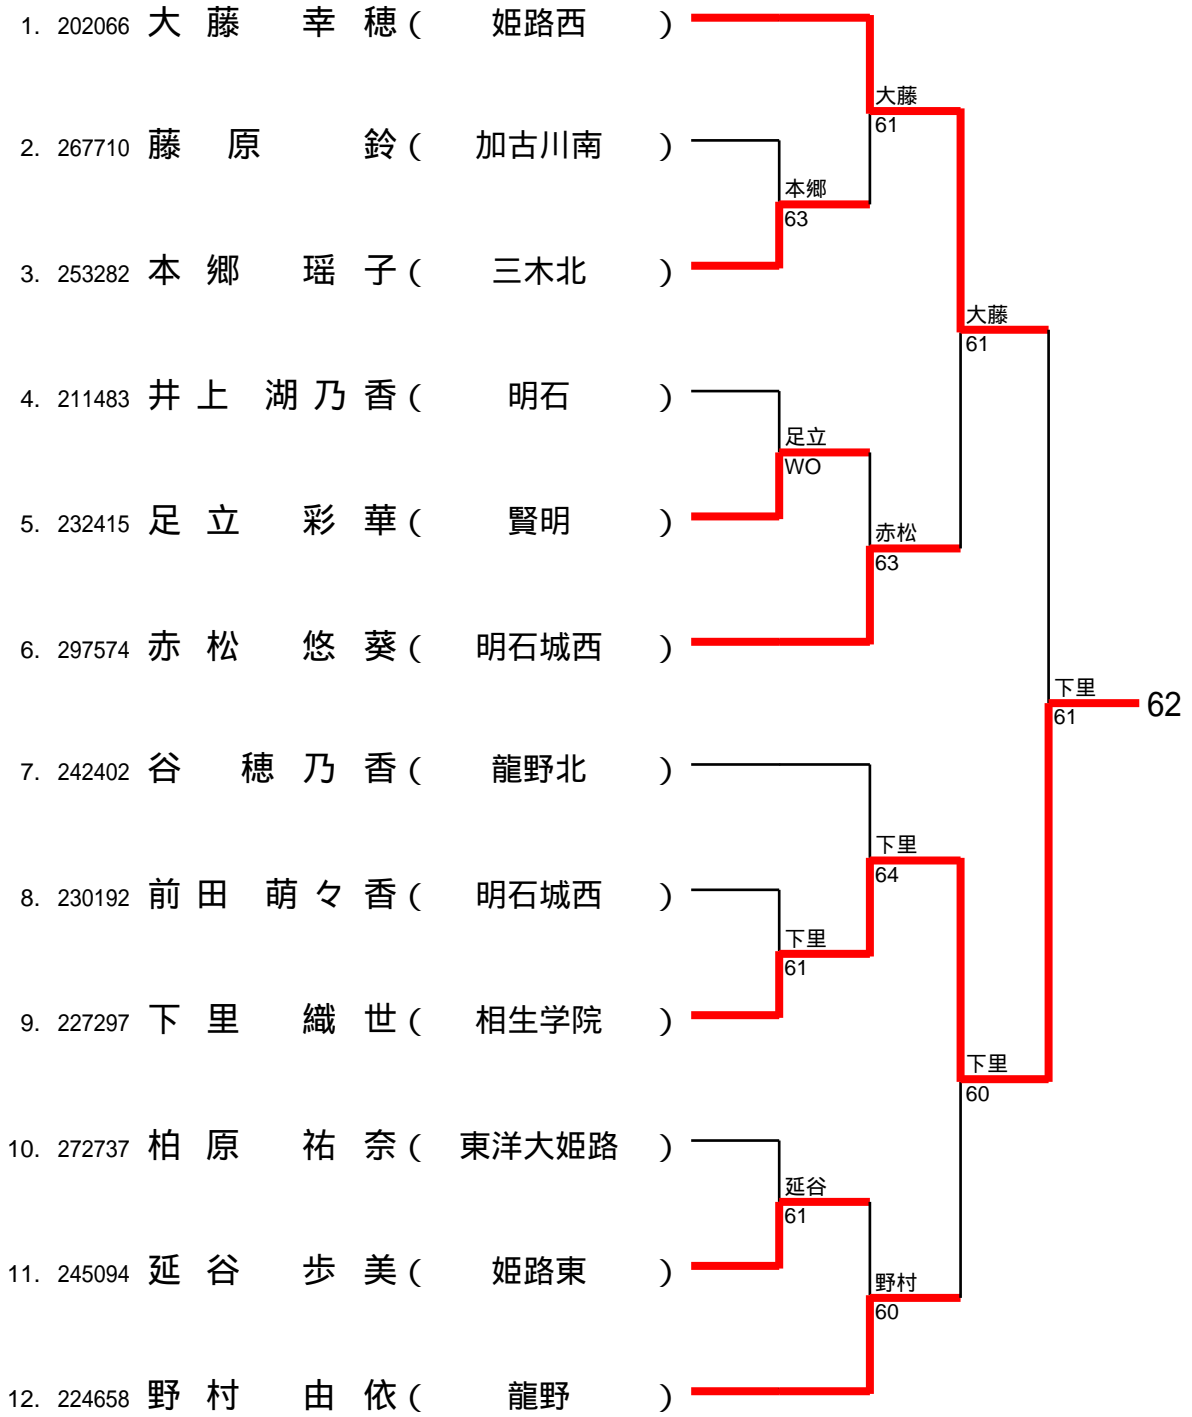 1. 202066 大藤 幸穂 ( 姫路西 )
大藤
61
2. 267710 藤原 鈴 ( 加古川南 )
本郷
63
3. 253282 本郷 瑶子 ( 三木北 )
大藤
61
4. 211483 井上 湖乃香 ( 明石 )
足立
WO
5. 232415 足立 彩華 ( 賢明 )
赤松
63
6. 297574 赤松 悠葵 ( 明石城西 )
下里
61
62
7. 242402 谷 穂乃香 ( 龍野北 )
下里
64
8. 230192 前田 萌々香 ( 明石城西 )
下里
61
9. 227297 下里 織世 ( 相生学院 )
下里
60
10. 272737 柏原 祐奈 ( 東洋大姫路 )
延谷
61
11. 245094 延谷 歩美 ( 姫路東 )
野村
60
12. 224658 野村 由依 ( 龍野 )